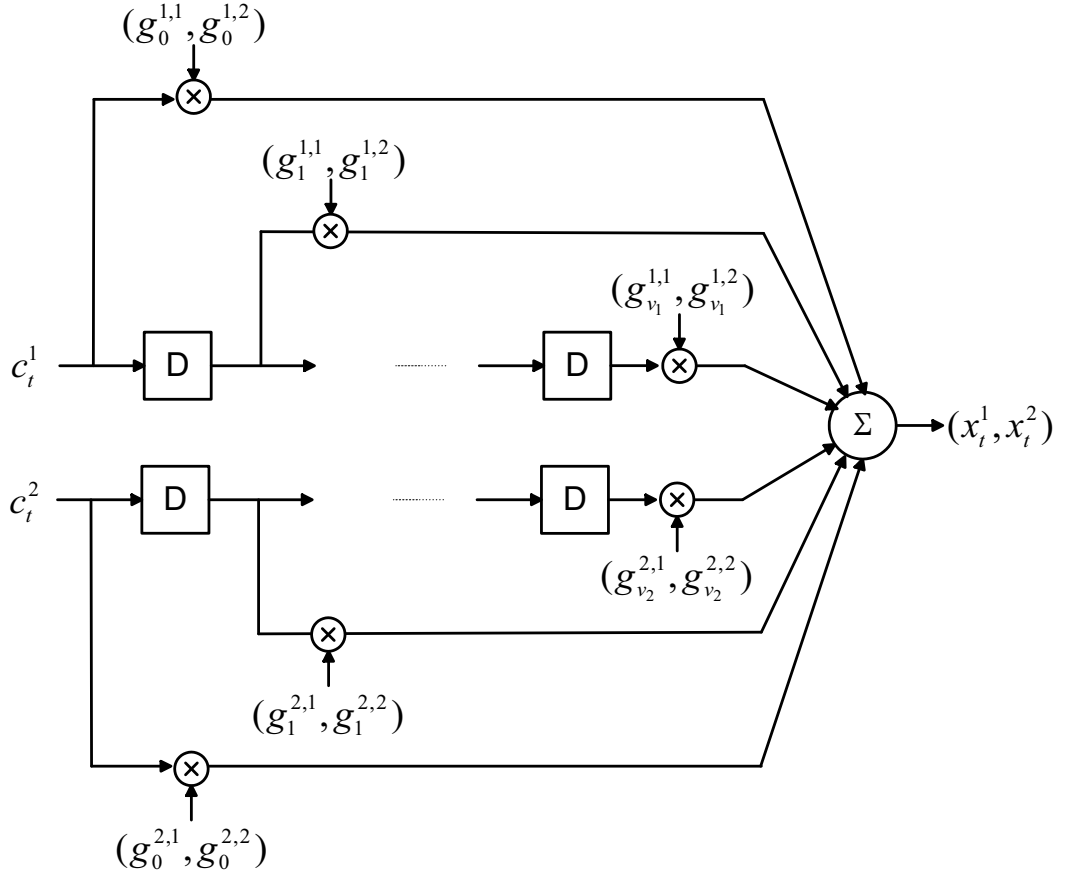 (g_0^{1,1}, g_0^{1,2})
×
(g_1^{1,1}, g_1^{1,2})
×
(g_{v_1}^{1,1}, g_{v_1}^{1,2})
c_t^1 D D ×
Σ (x_t^1, x_t^2)
c_t^2 D D ×
(g_{v_2}^{2,1}, g_{v_2}^{2,2})
×
(g_1^{2,1}, g_1^{2,2})
×
(g_0^{2,1}, g_0^{2,2})